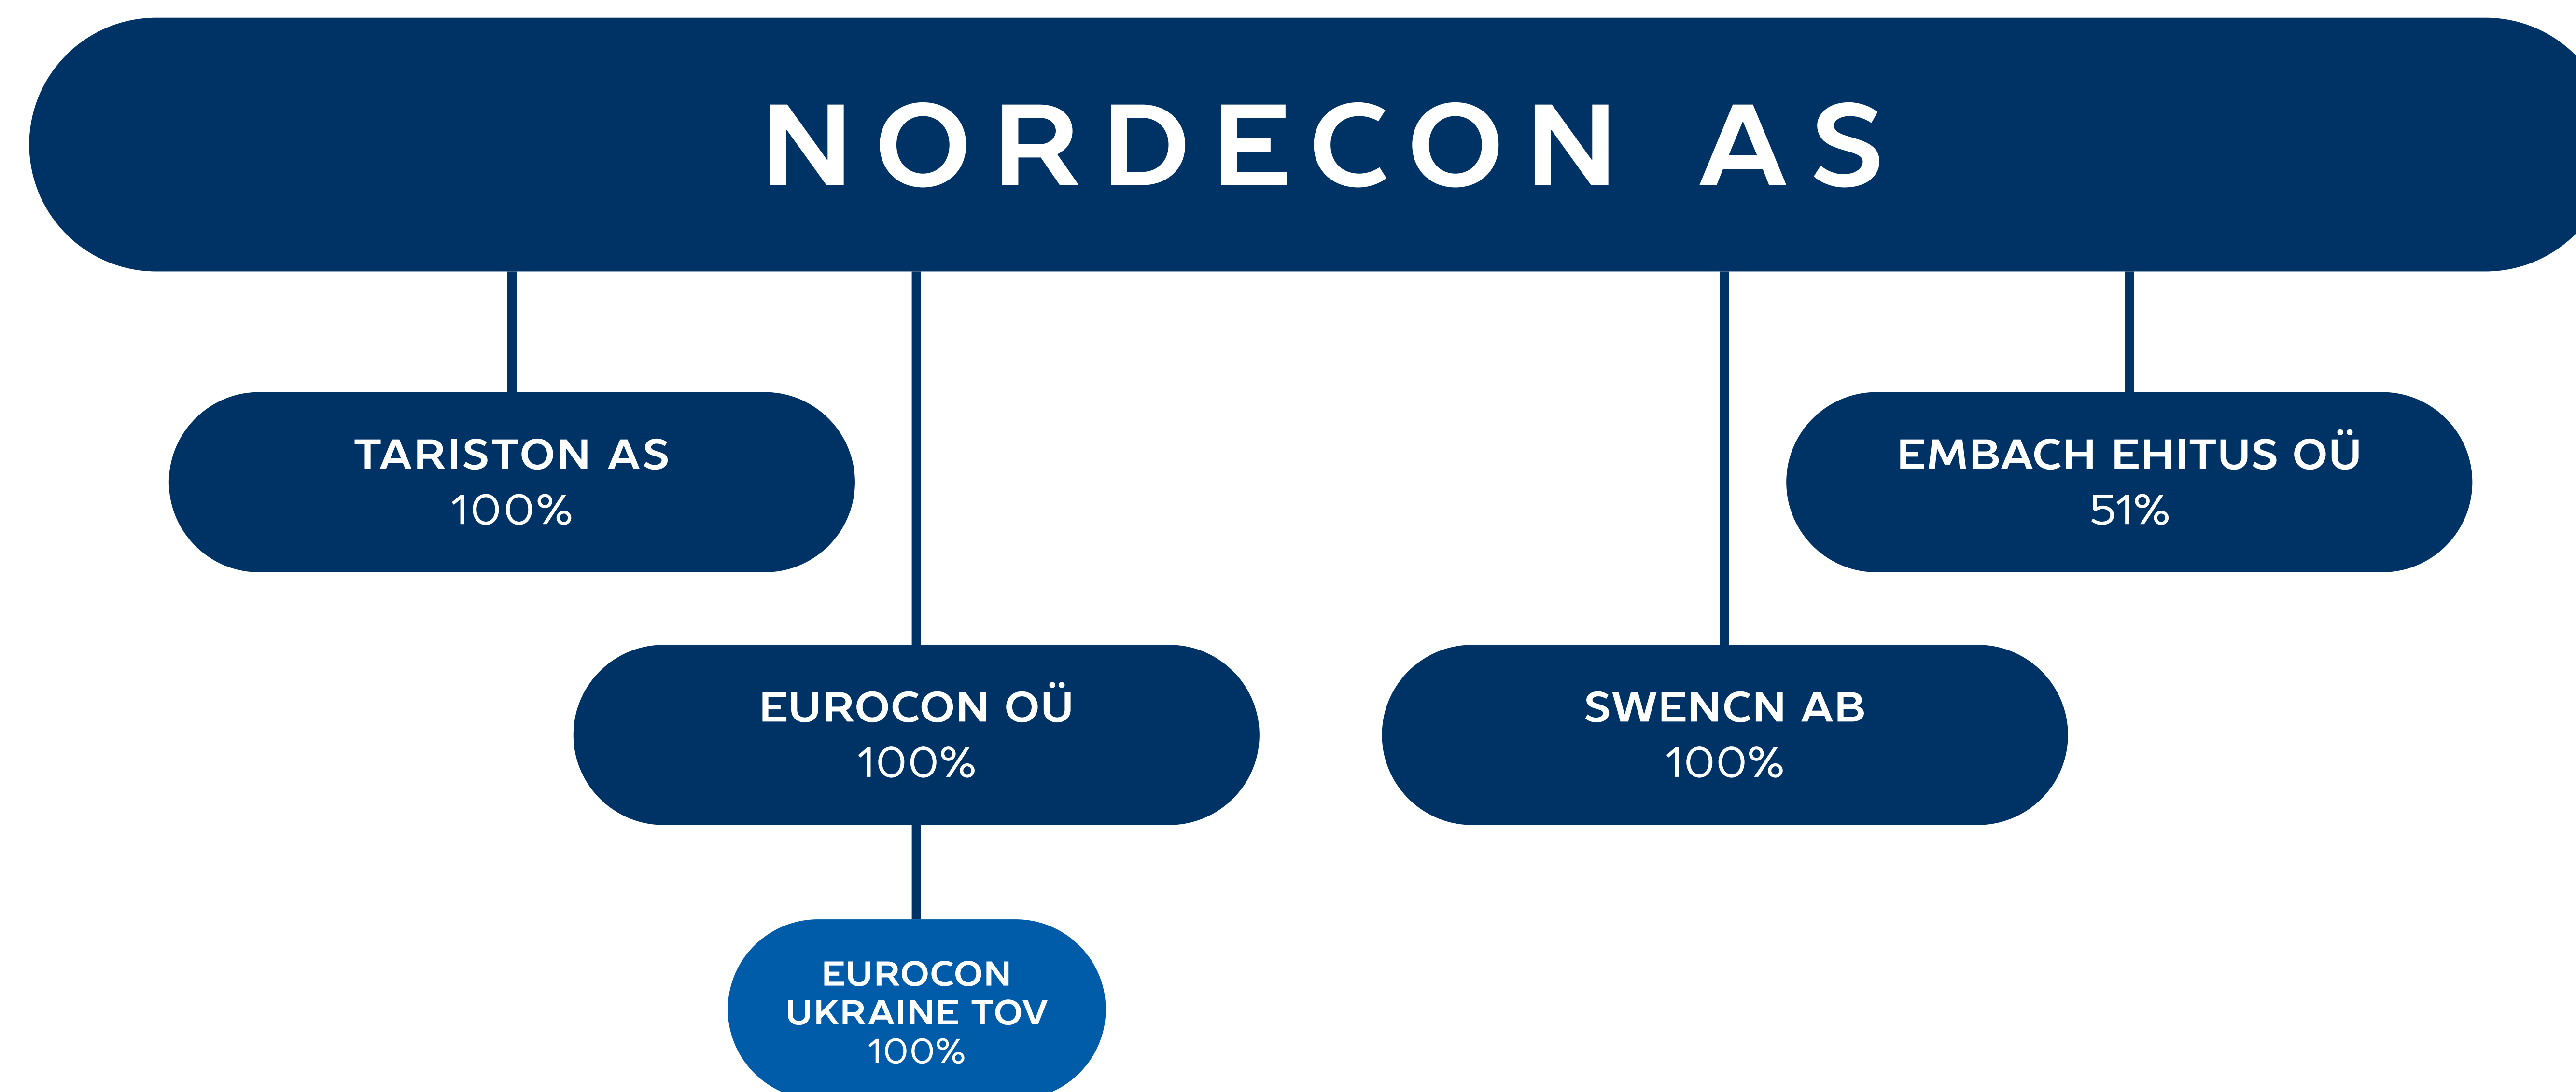 NORDECON AS
TARISTON AS
100%
EMBACH EHITUS OÜ
51%
EUROCON OÜ
100%
SWENCN AB
100%
EUROCON
UKRAINE TOV
100%